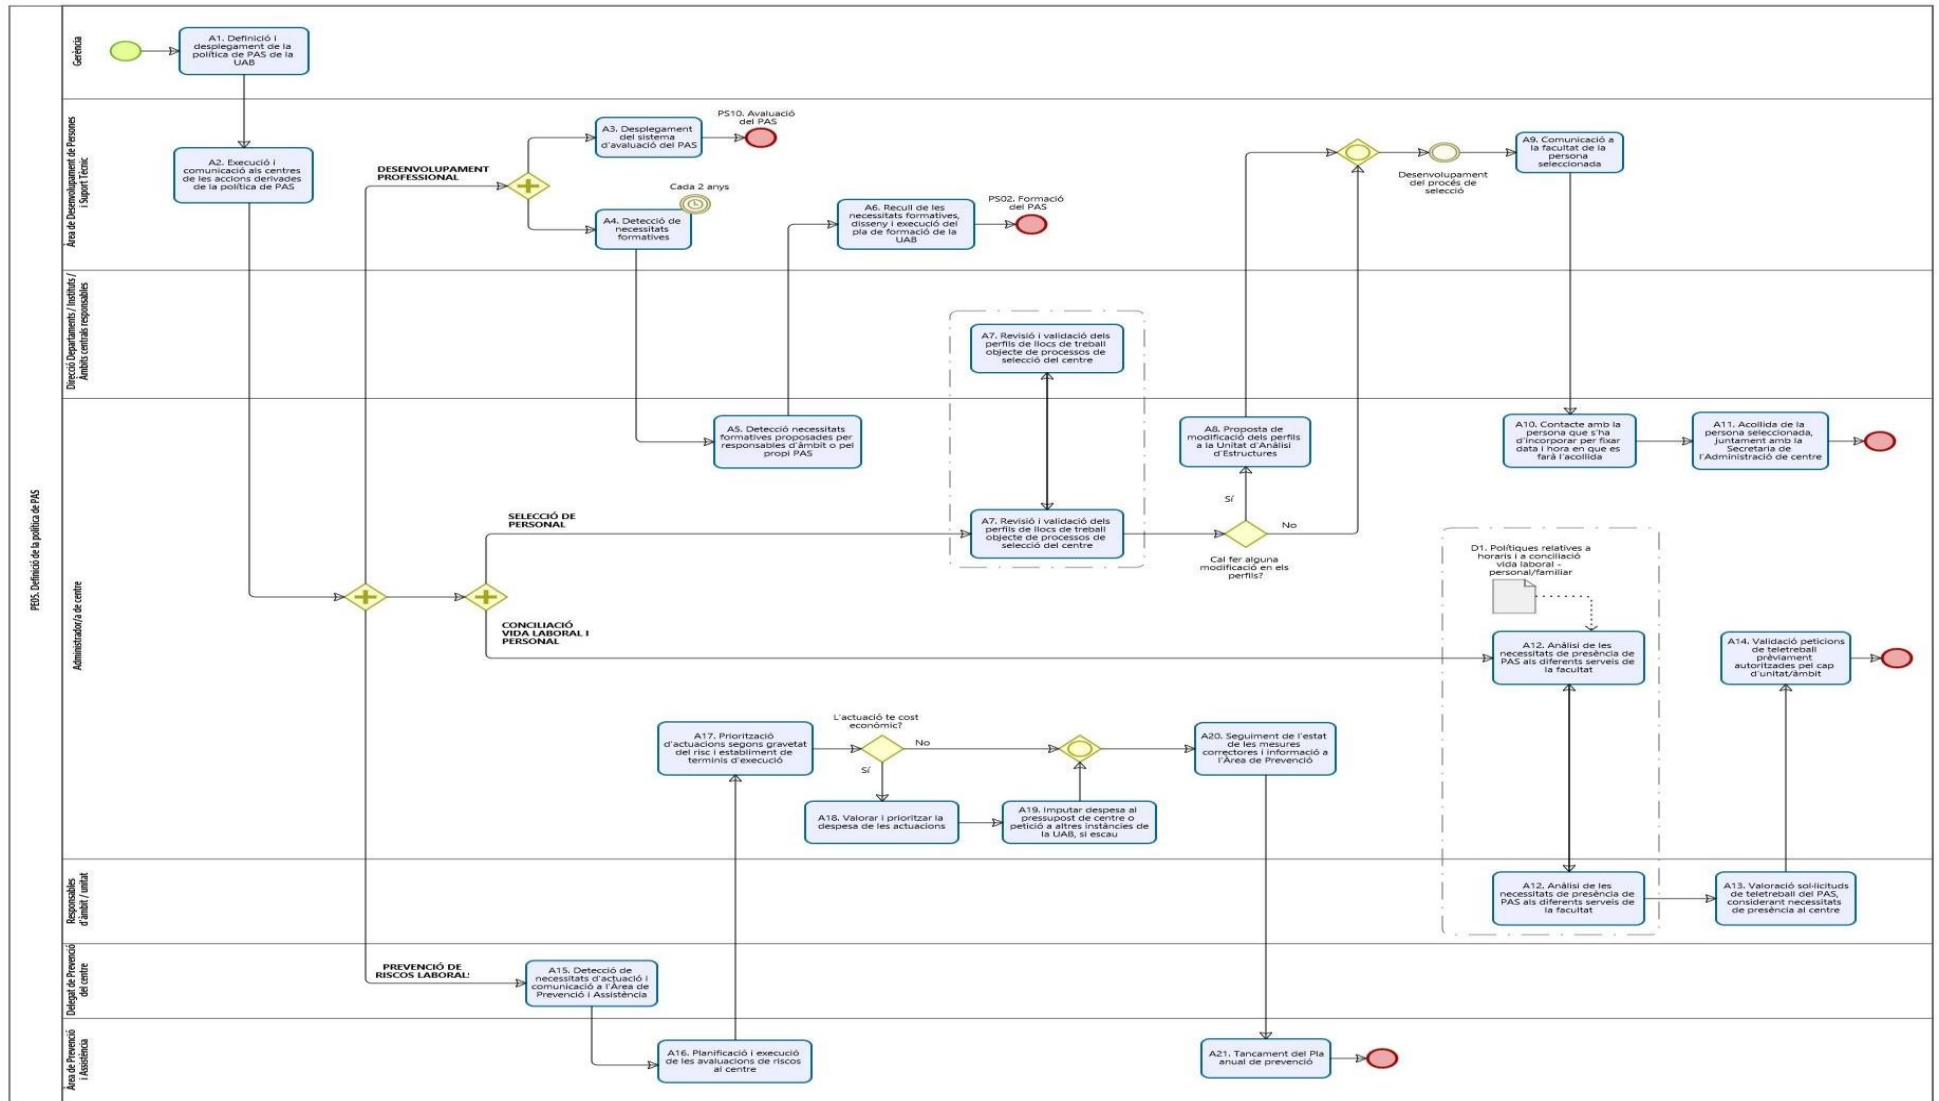 PE05. Definició de la política de PAS
Gerència
A1. Definició i
desplegament de la
política de PAS de la
UAB
Àrea de Desenvolupament de Persones
i Suport Tècnic
A2. Execució i
comunicació als centres
de les accions derivades
de la política de PAS
DESENVOLUPAMENT
PROFESSIONAL
A3. Desplegament
del sistema
d'avaluació del PAS
PS10. Avaluació
del PAS
Cada 2 anys
A4. Detecció de
necessitats
formatives
A6. Recull de les
necessitats formatives,
disseny i execució del
pla de formació de la
UAB
PS02. Formació
del PAS
Desenvolupament
del procés de
selecció
A9. Comunicació a
la facultat de la
persona
seleccionada
Direcció Departaments / Instituts /
Àmbits centrals responsables
A7. Revisió i validació dels
perfils de llocs de treball
objecte de processos de
selecció del centre
Administrador/a de centre
A5. Detecció necessitats
formatives proposades per
responsables d'àmbit o pel
propi PAS
A8. Proposta de
modificació dels perfils
a la Unitat d'Anàlisi
d'Estructures
A10. Contacte amb la
persona que s'ha
d'incorporar per fixar
data i hora en que es
farà l'acollida
A11. Acollida de la
persona seleccionada,
juntament amb la
Secretaria de
l'Administració de centre
SELECCIÓ DE
PERSONAL
A7. Revisió i validació dels
perfils de llocs de treball
objecte de processos de
selecció del centre
Sí
No
Cal fer alguna
modificació en els
perfils?
D1. Polítiques relatives a
horaris i a conciliació
vida laboral -
personal/familiar
CONCILIACIÓ
VIDA LABORAL I
PERSONAL
A12. Anàlisi de les
necessitats de presència de
PAS als diferents serveis de
la facultat
A14. Validació peticions
de teletreball
prèviament
autoritzades pel cap
d'unitat/àmbit
A17. Priorització
d'actuacions segons gravetat
del risc i establiment de
terminis d'execució
L'actuació te cost
econòmic?
No
Sí
A18. Valorar i prioritzar la
despesa de les actuacions
A19. Imputar despesa al
pressupost de centre o
petició a altres instàncies de
la UAB, si escau
A20. Seguiment de l'estat
de les mesures
correctores i informació a
l'Àrea de Prevenció
Responsables
d'àmbit / unitat
A12. Anàlisi de les
necessitats de presència de
PAS als diferents serveis de
la facultat
A13. Valoració sol·licituds
de teletreball del PAS,
considerant necessitats
de presència al centre
Delegat de Prevenció
del centre
PREVENCIÓ DE
RISCOS LABORALS
A15. Detecció de
necessitats d'actuació i
comunicació a l'Àrea de
Prevenció i Assistència
Àrea de Prevenció
i Assistència
A16. Planificació i execució
de les avaluacions de riscos
al centre
A21. Tancament del Pla
anual de prevenció